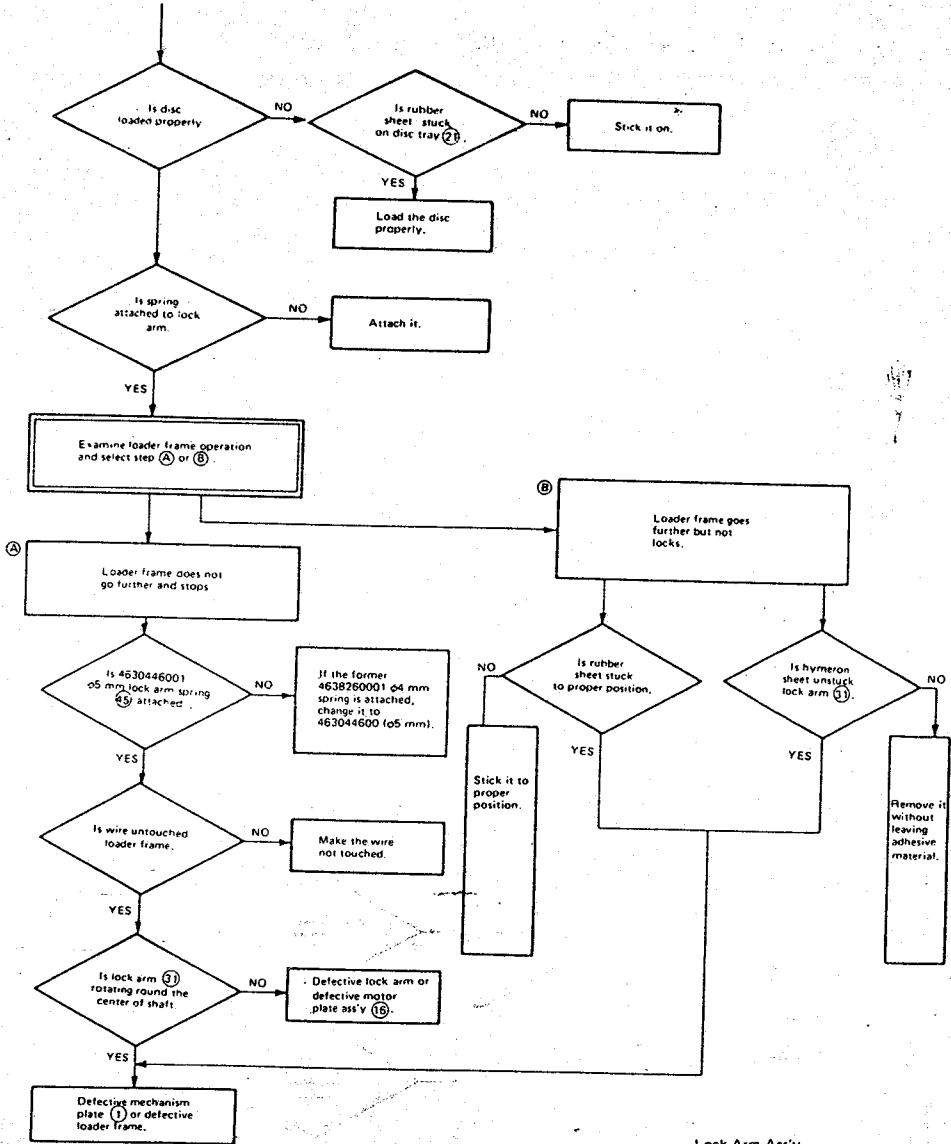 Is disc
loaded properly
NO
Is rubber
sheet stuck
on disc tray (21).
NO
Stick it on.
YES
Load the disc
properly.
Is spring
attached to lock
arm.
NO
Attach it.
YES
Examine loader frame operation
and select step (A) or (B).
(A)
Loader frame does not
go further and stops
(B)
Loader frame goes
further but not
locks.
Is 4630446001
φ5 mm lock arm spring
(45) attached
NO
If the former
4638260001 φ4 mm
spring is attached,
change it to
463044600 (φ5 mm).
YES
Is wire untouched
loader frame.
NO
Make the wire
not touched.
YES
Is lock arm (31)
rotating round the
center of shaft
NO
Defective lock arm or
defective motor
plate ass'y (16).
YES
Defective mechanism
plate (1) or defective
loader frame.
Is rubber
sheet stuck
to proper position.
NO
Stick it to
proper
position.
YES
Is hymeron
sheet unstuck
lock arm (31).
NO
Remove it
without
leaving
adhesive
material.
YES
Lock Arm Ass'y